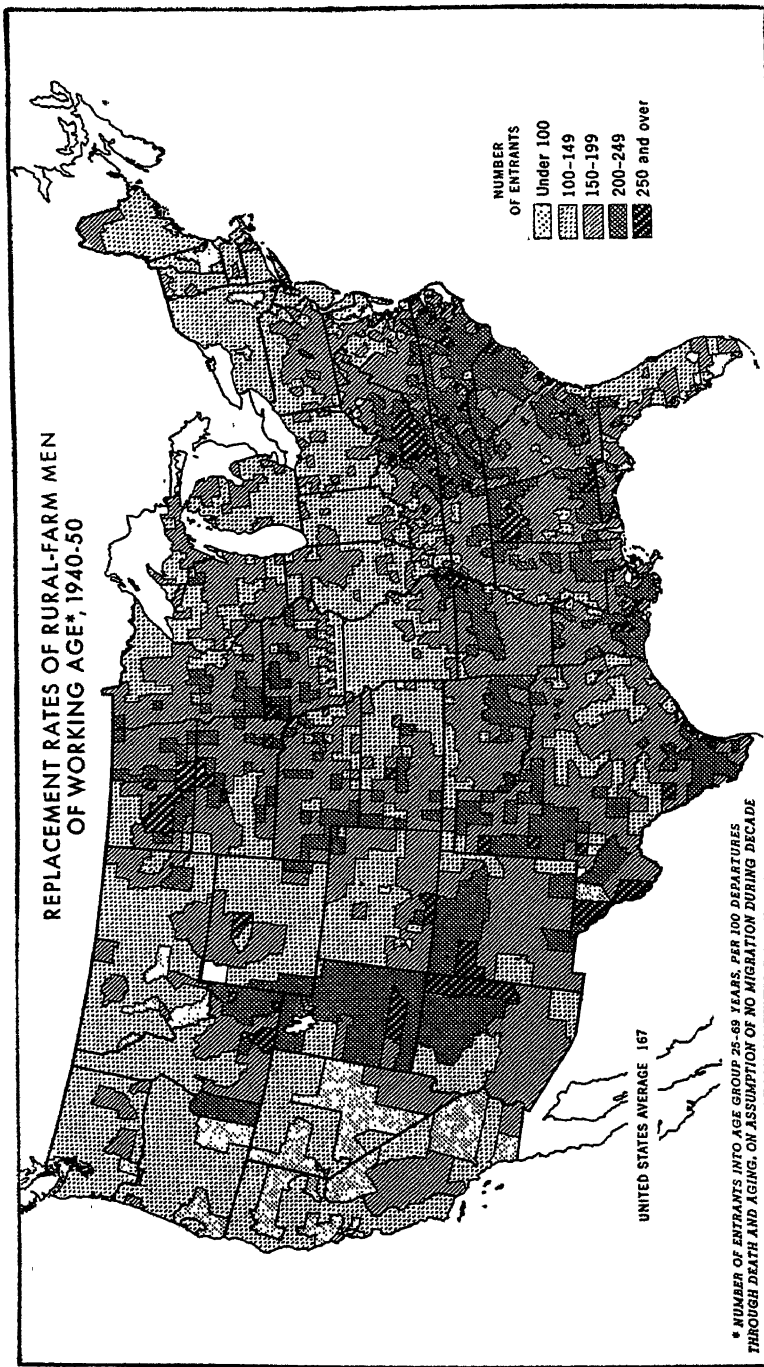 REPLACEMENT RATES OF RURAL-FARM MEN
OF WORKING AGE*, 1940-50
NUMBER
OF ENTRANTS
Under 100
100-149
150-199
200-249
250 and over
UNITED STATES AVERAGE 167
* NUMBER OF ENTRANTS INTO AGE GROUP 25-69 YEARS, PER 100 DEPARTURES
THROUGH DEATH AND AGING, ON ASSUMPTION OF NO MIGRATION DURING DECADE